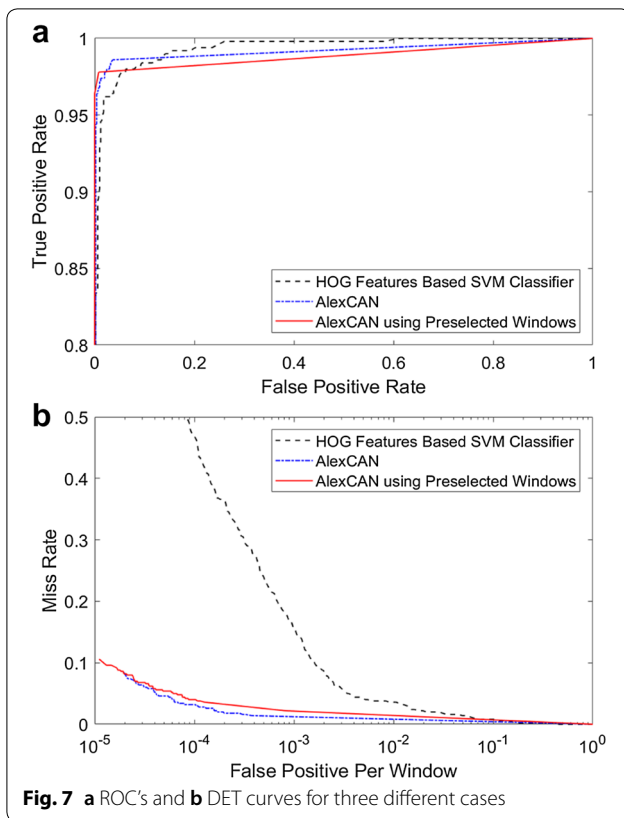 a
1
0.95
0.9
0.85
0.8
True Positive Rate
HOG Features Based SVM Classifier
AlexCAN
AlexCAN using Preselected Windows
0
0.2
0.4
0.6
0.8
1
False Positive Rate
b
0.5
0.4
0.3
0.2
0.1
0
Miss Rate
HOG Features Based SVM Classifier
AlexCAN
AlexCAN using Preselected Windows
10-5
10-4
10-3
10-2
10-1
100
False Positive Per Window
Fig. 7 a ROC's and b DET curves for three different cases